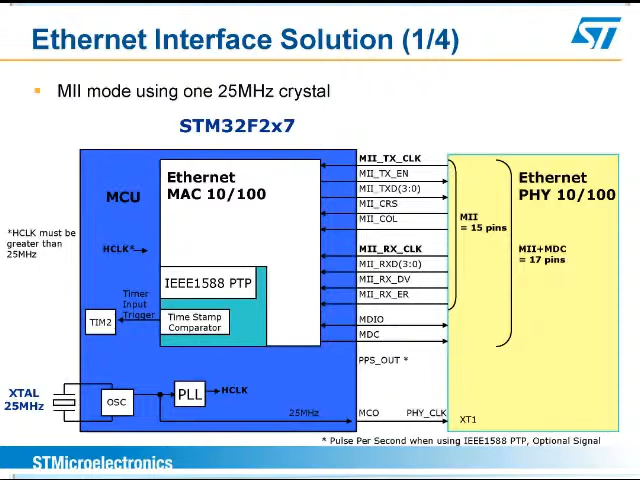 Ethernet Interface Solution (1/4)
ST
MII mode using one 25MHz crystal
STM32F2x7
MCU
Ethernet
MAC 10/100
MII_TX_CLK
MII_TX_EN
MII_TXD(3:0)
MII_CRS
MII_COL
MII_RX_CLK
MII_RXD(3:0)
MII_RX_DV
MII_RX_ER
MDIO
MDC
PPS_OUT *
MII
= 15 pins
Ethernet
PHY 10/100
MII+MDC
= 17 pins
*HCLK must be
greater than
25MHz
HCLK*
IEEE1588 PTP
Timer
Input
Trigger
TIM2
Time Stamp
Comparator
XTAL
25MHz
OSC
PLL
HCLK
25MHz
MCO
PHY_CLK
XT1
* Pulse Per Second when using IEEE1588 PTP, Optional Signal
STMicroelectronics